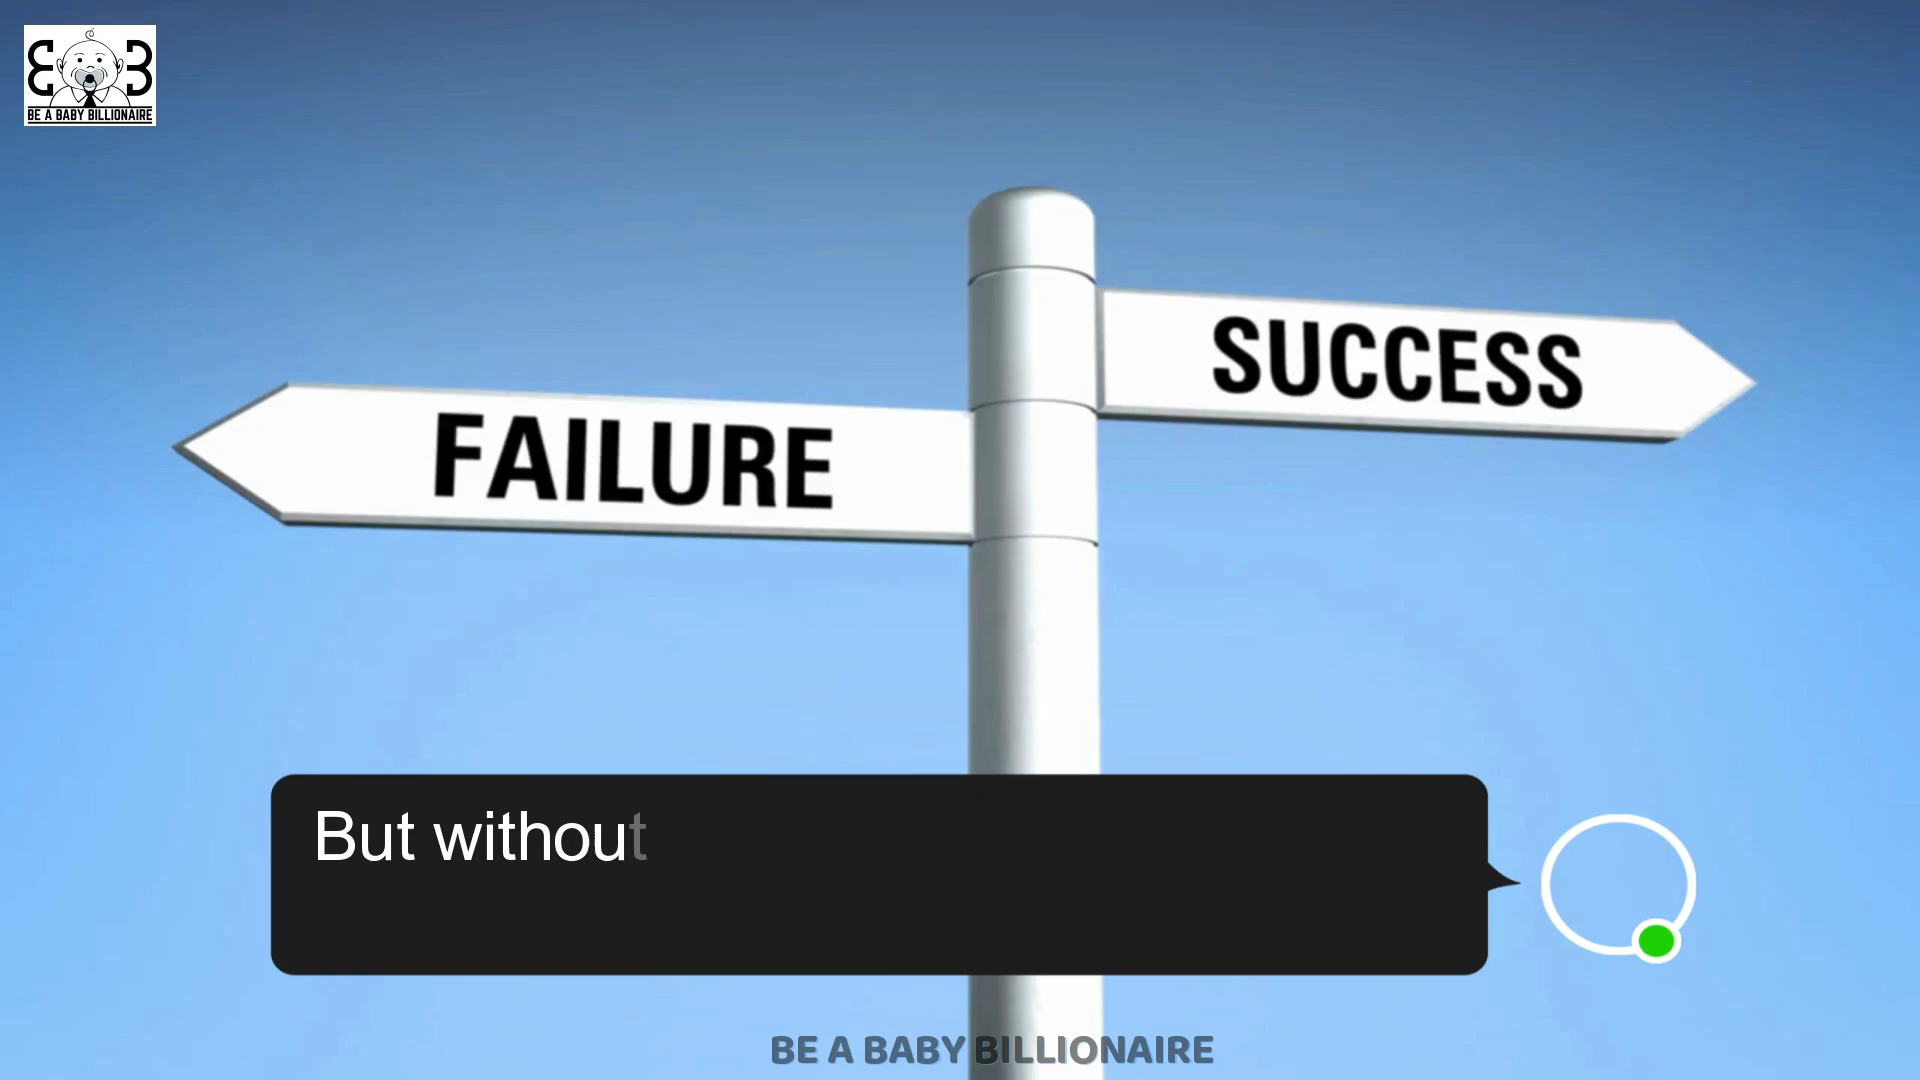 BE A BABY BILLIONAIRE
SUCCESS
FAILURE
But without
BE A BABY BILLIONAIRE